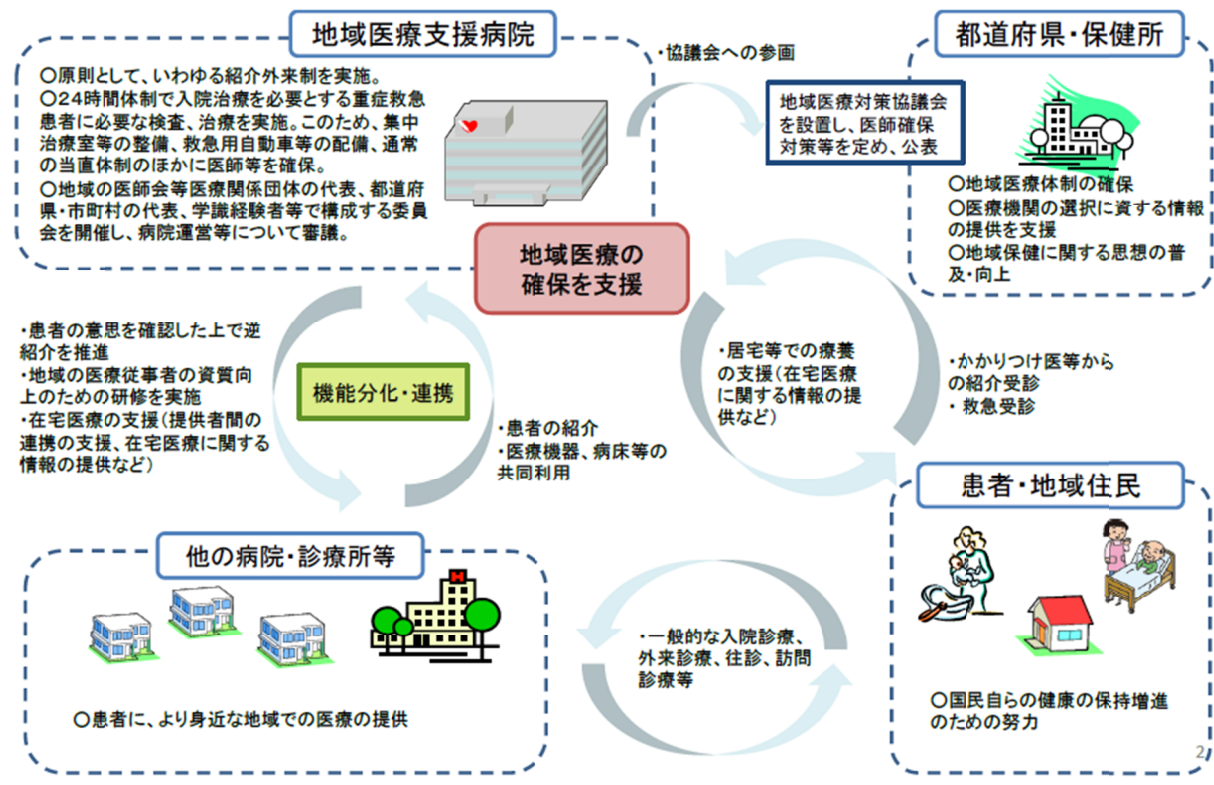 地域医療支援病院
○原則として、いわゆる紹介外来制を実施。
○24時間体制で入院治療を必要とする重症救急
患者に必要な検査、治療を実施。このため、集中
治療室等の整備、救急用自動車等の配備、通常
の当直体制のほかに医師等を確保。
○地域の医師会等医療関係団体の代表、都道府
県・市町村の代表、学識経験者等で構成する委員
会を開催し、病院運営等について審議。
・協議会への参画
都道府県・保健所
地域医療対策協議会
を設置し、医師確保
対策等を定め、公表
○地域医療体制の確保
○医療機関の選択に資する情報
の提供を支援
○地域保健に関する思想の普
及・向上
地域医療の
確保を支援
・患者の意思を確認した上で逆
紹介を推進
・地域の医療従事者の資質向
上のための研修を実施
・在宅医療の支援(提供者間の
連携の支援、在宅医療に関する
情報の提供など)
機能分化・連携
・患者の紹介
・医療機器、病床等の
共同利用
・居宅等での療養
の支援(在宅医療
に関する情報の提
供など)
・かかりつけ医等から
の紹介受診
・救急受診
他の病院・診療所等
H
○患者に、より身近な地域での医療の提供
・一般的な入院診療、
外来診療、往診、訪問
診療等
患者・地域住民
○国民自らの健康の保持増進
のための努力
2